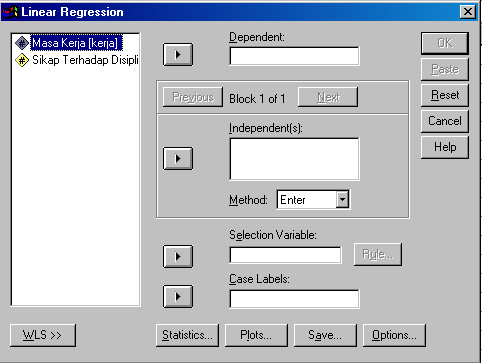 Linear Regression
Masa Kerja [kerja]
Sikap Terhadap Disipli
Dependent:
Previous
Block 1 of 1
Next
Independent(s):
Method:
Enter
Selection Variable:
Rule...
Case Labels:
OK
Paste
Reset
Cancel
Help
WLS >>
Statistics...
Plots...
Save...
Options...